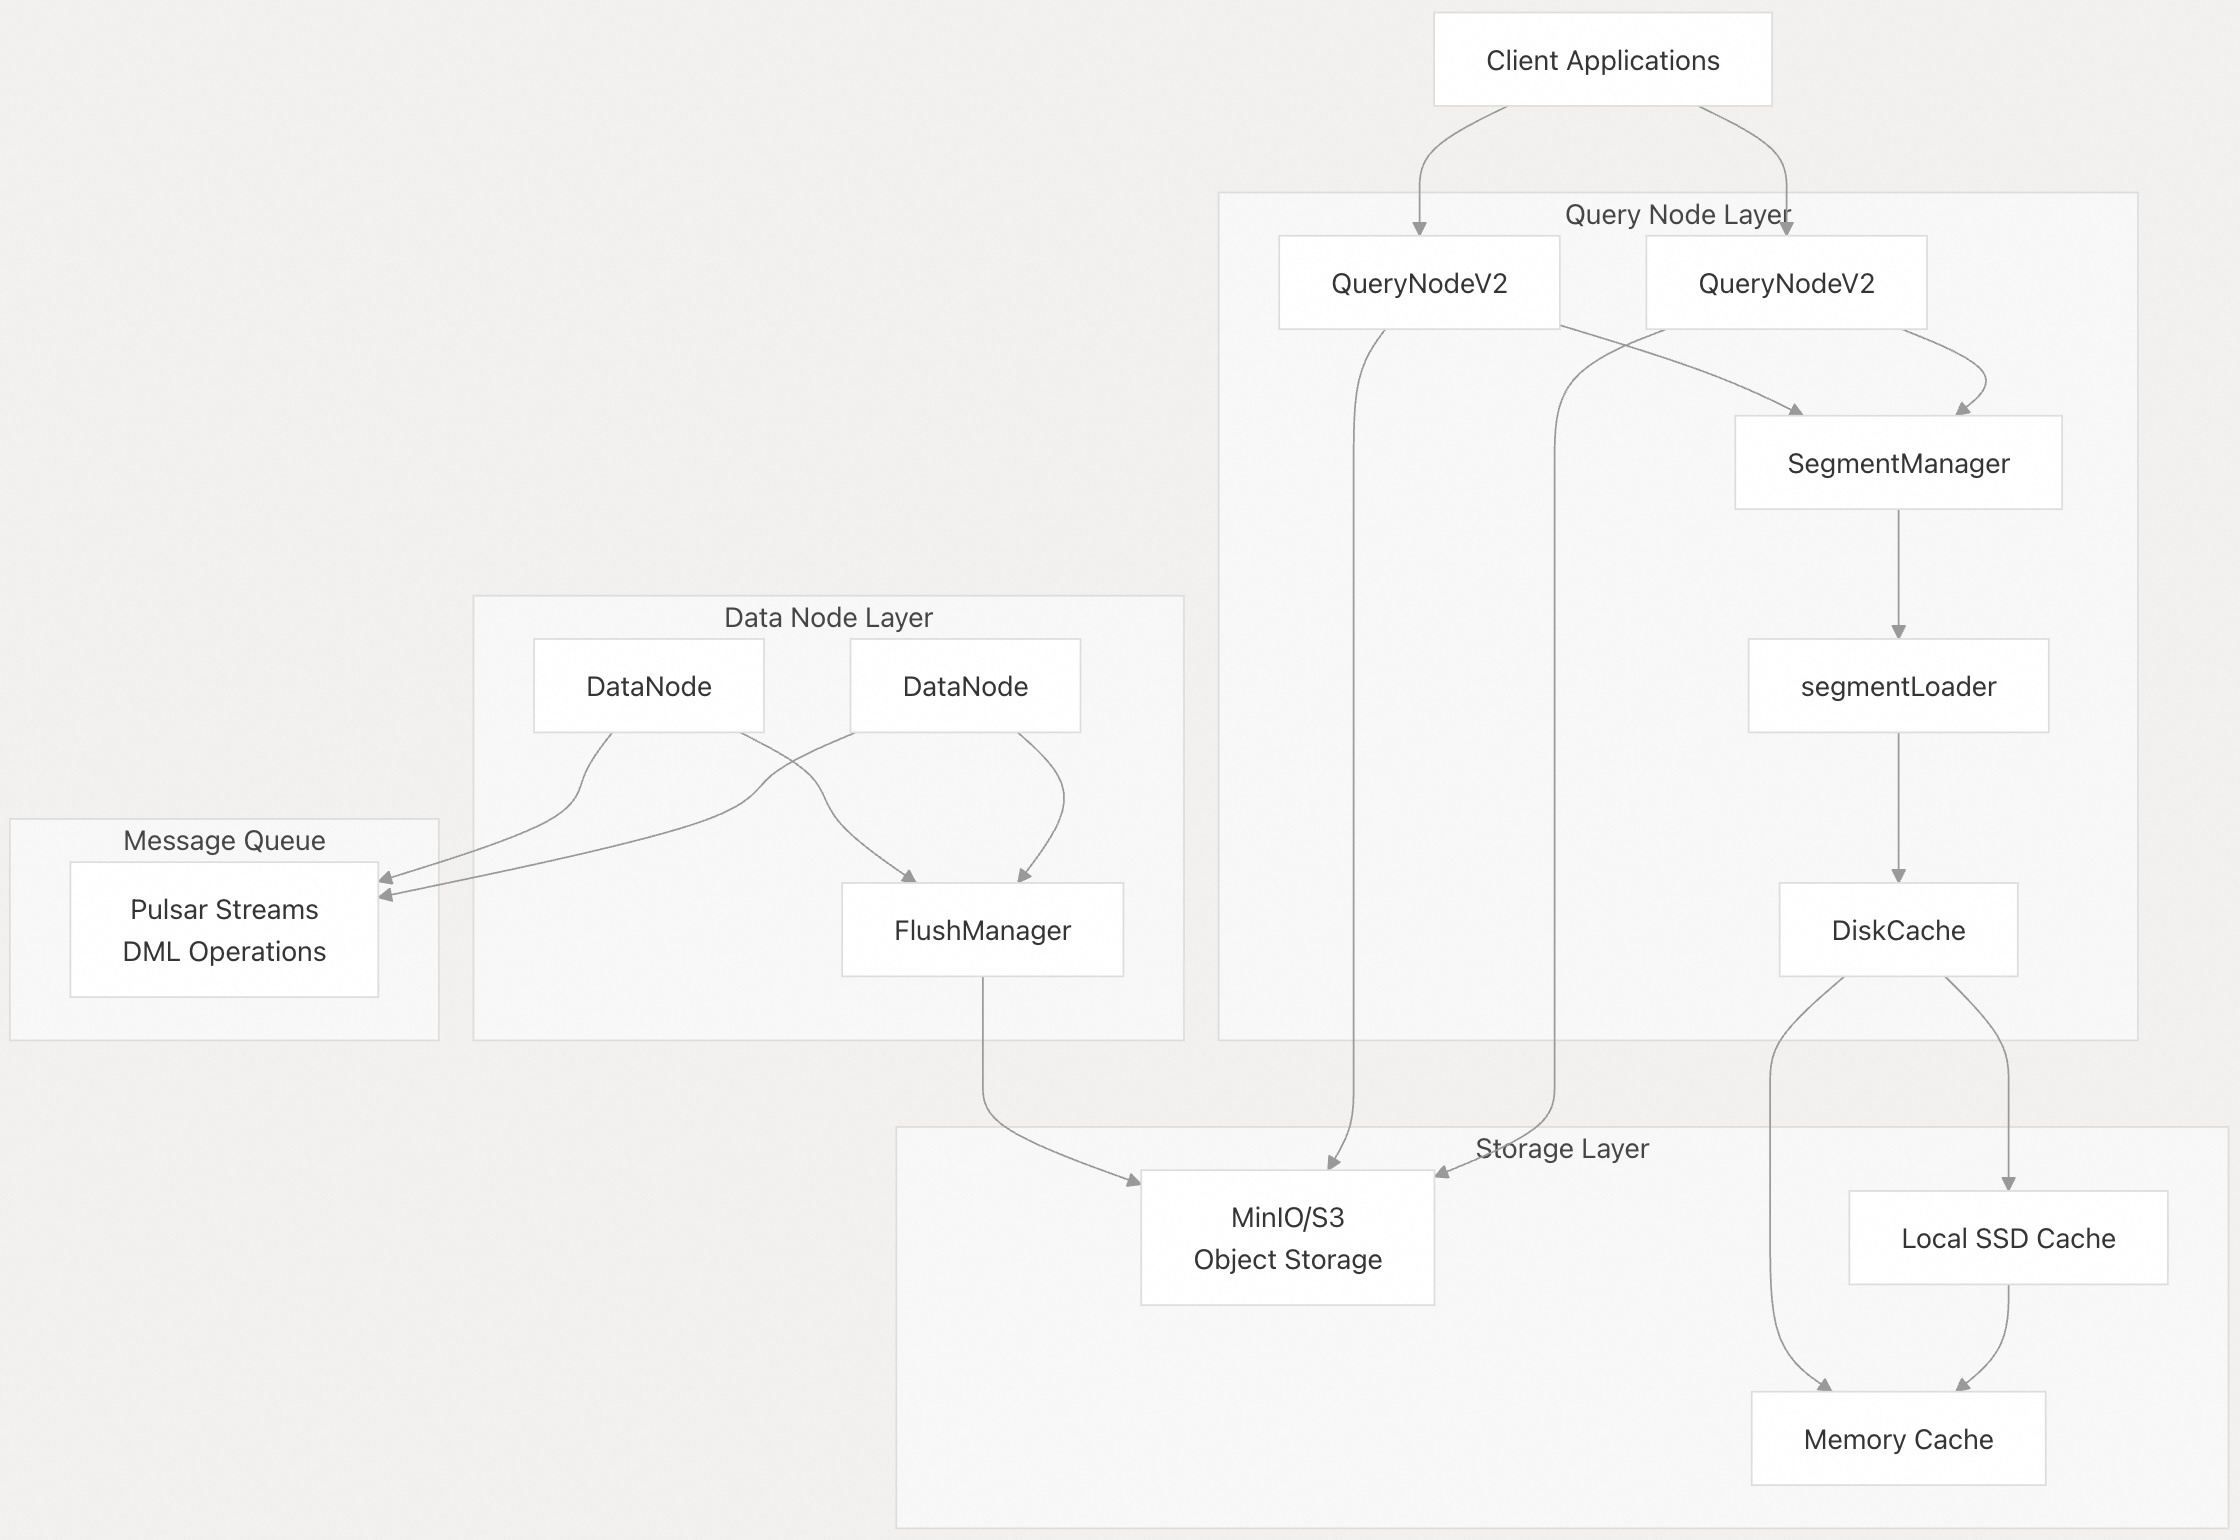 Client Applications
Query Node Layer
QueryNodeV2
QueryNodeV2
SegmentManager
Data Node Layer
DataNode
DataNode
segmentLoader
Message Queue
Pulsar Streams
DML Operations
FlushManager
DiskCache
Storage Layer
MinIO/S3
Object Storage
Local SSD Cache
Memory Cache